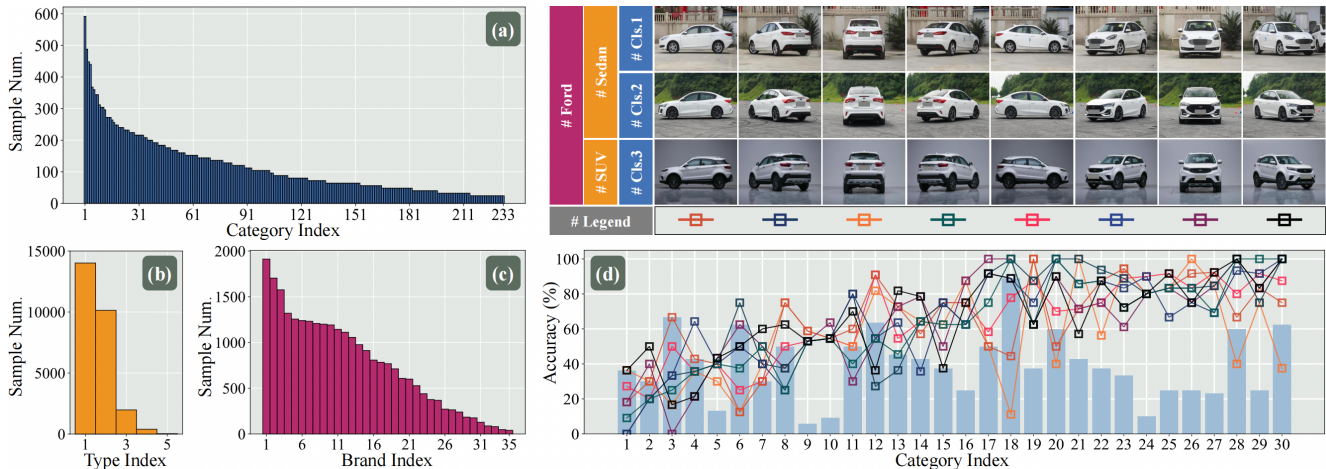 600
500
400
300
200
100
0
Sample Num.
(a)
1 31 61 91 121 151 181 211 233
Category Index
15000
10000
5000
0
Sample Num.
(b)
1 3 5
Type Index
2000
1500
1000
500
0
Sample Num.
(c)
1 6 11 16 21 26 31 35
Brand Index
# Ford
# Sedan
# SUV
# Cls.1
# Cls.2
# Cls.3
# Legend
100
80
60
40
20
0
Accuracy (%)
(d)
1 2 3 4 5 6 7 8 9 10 11 12 13 14 15 16 17 18 19 20 21 22 23 24 25 26 27 28 29 30
Category Index